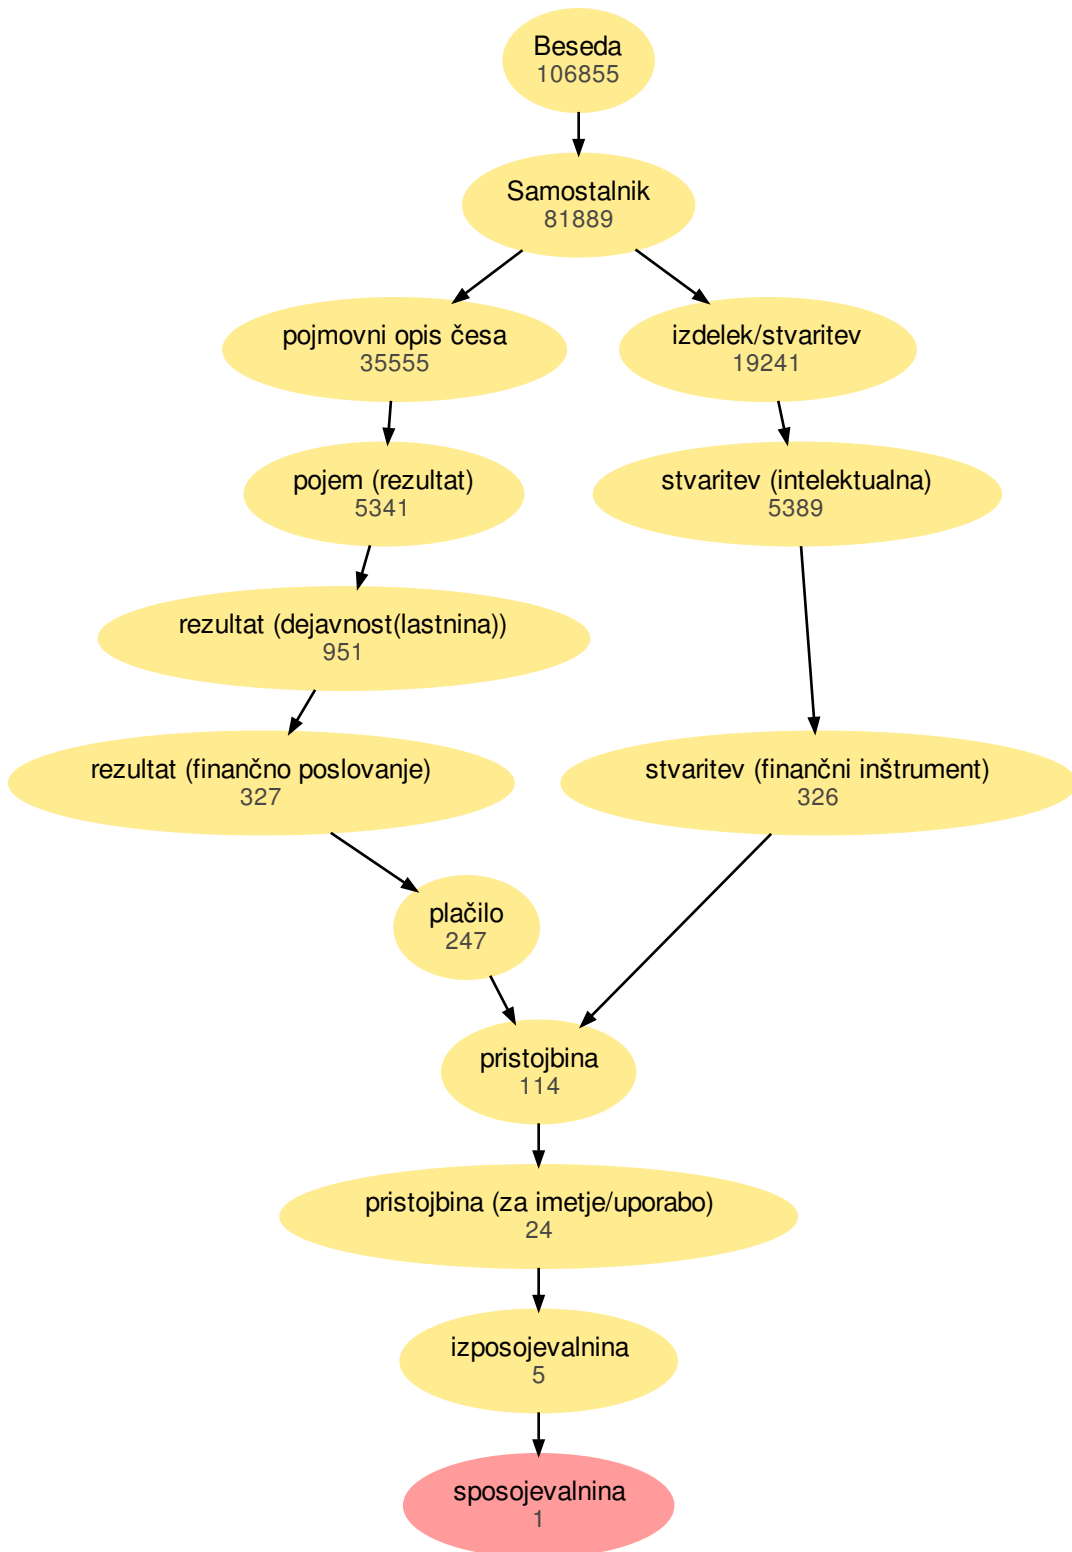 Beseda
106855
Samostalnik
81889
pojmovni opis česa
35555
izdelek/stvaritev
19241
pojem (rezultat)
5341
stvaritev (intelektualna)
5389
rezultat (dejavnost(lastnina))
951
rezultat (finančno poslovanje)
327
stvaritev (finančni inštrument)
326
plačilo
247
pristojbina
114
pristojbina (za imetje/uporabo)
24
izposojevalnina
5
sposojevalnina
1